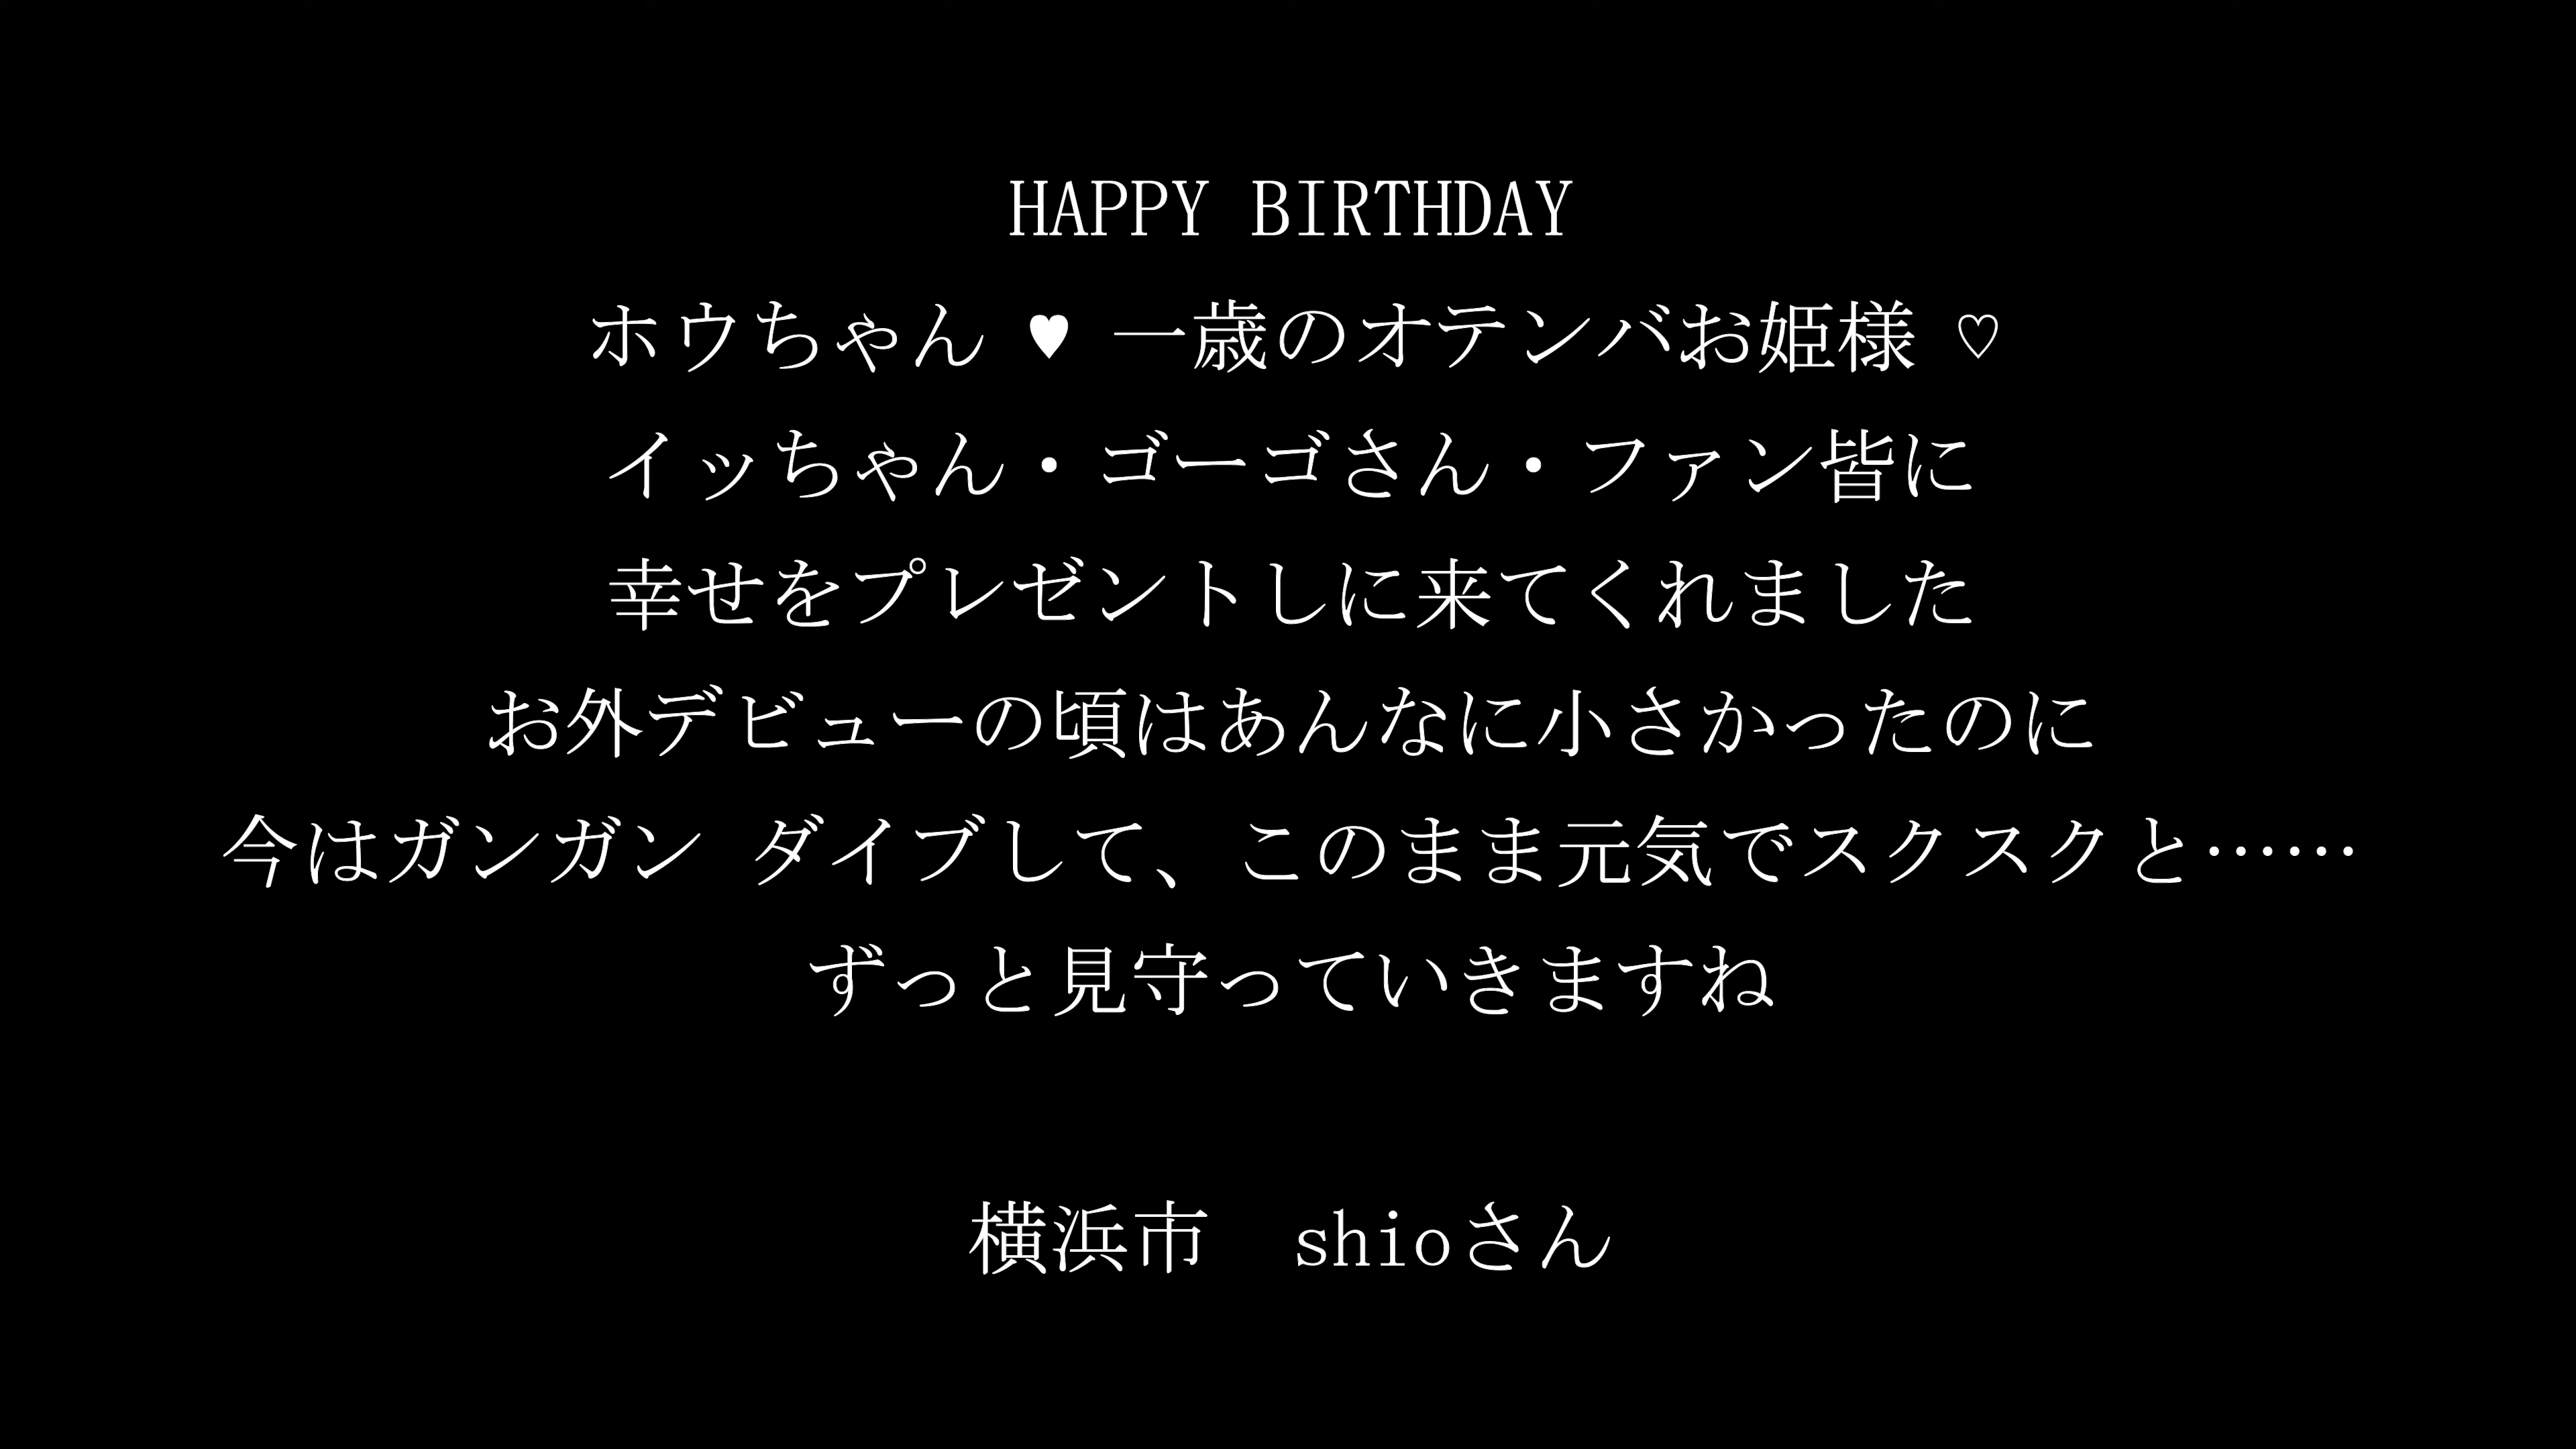 HAPPY BIRTHDAY
ホウちゃん ♥ 一歳のオテンバお姫様 ♡
イッちゃん・ゴーゴさん・ファン皆に
幸せをプレゼントしに来てくれました
お外デビューの頃はあんなに小さかったのに
今はガンガン ダイブして、このまま元気でスクスクと……
ずっと見守っていきますね
横浜市　shioさん